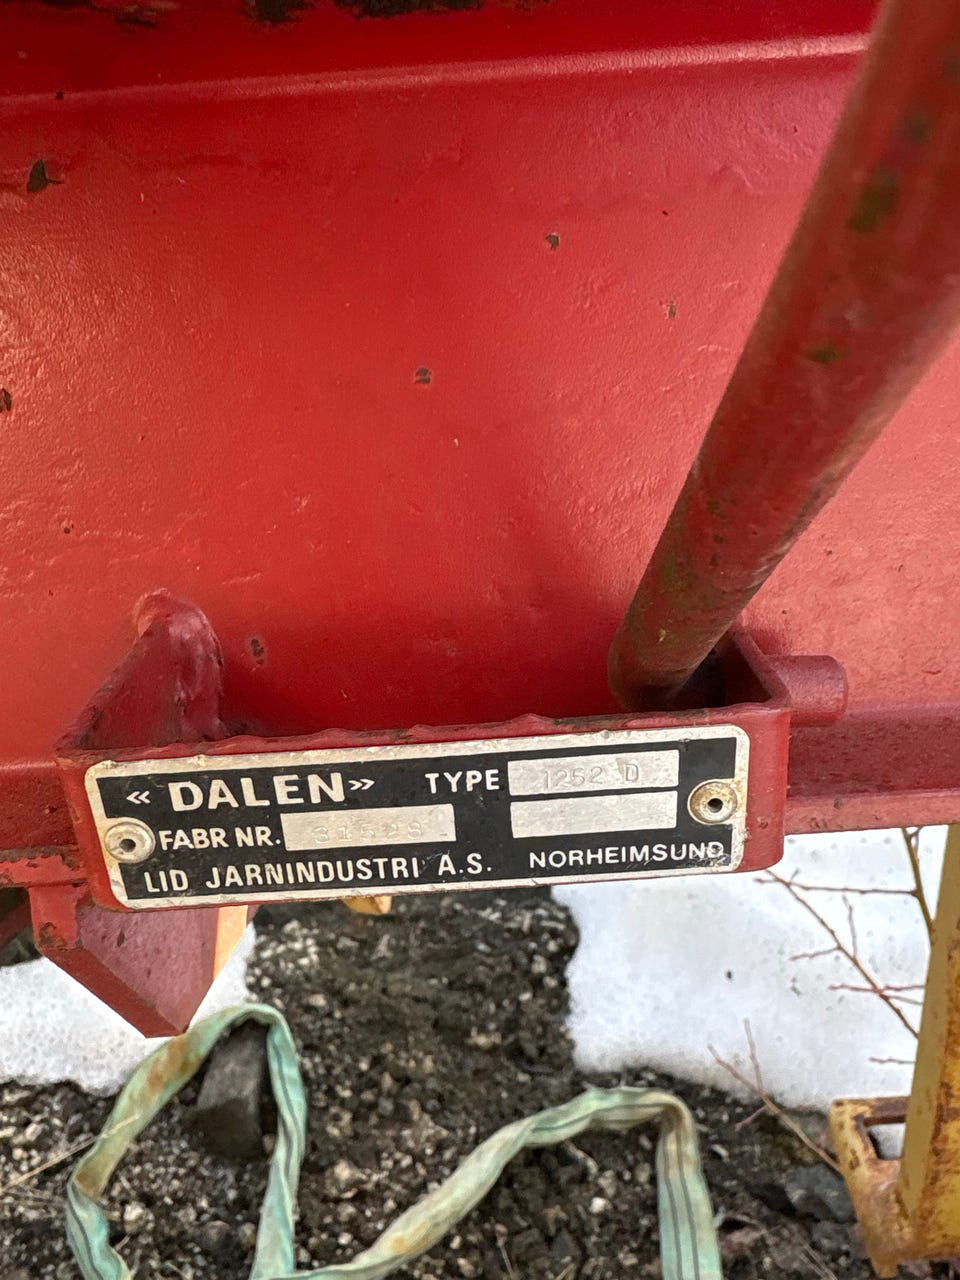 « DALEN » TYPE 1252 D
FABR NR. 31528
LID JARNINDUSTRI A.S. NORHEIMSUND